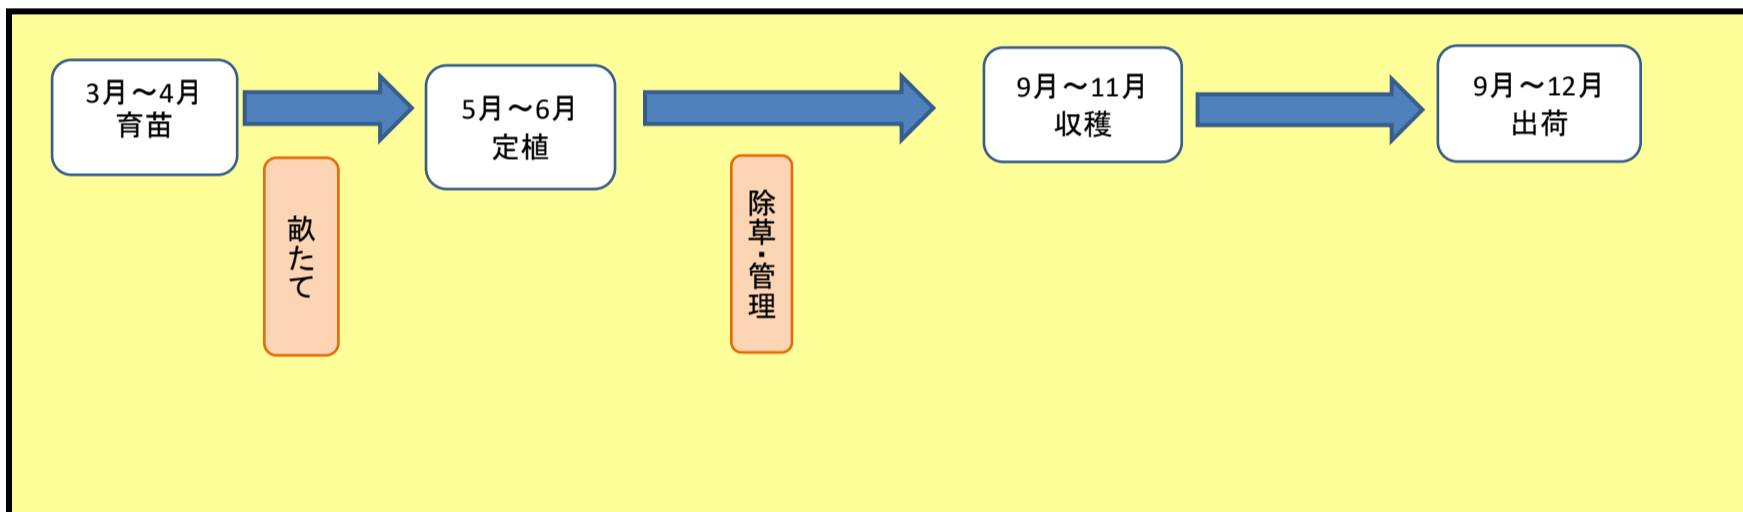 3月～4月
育苗
畝たて
5月～6月
定植
除草・管理
9月～11月
収穫
9月～12月
出荷